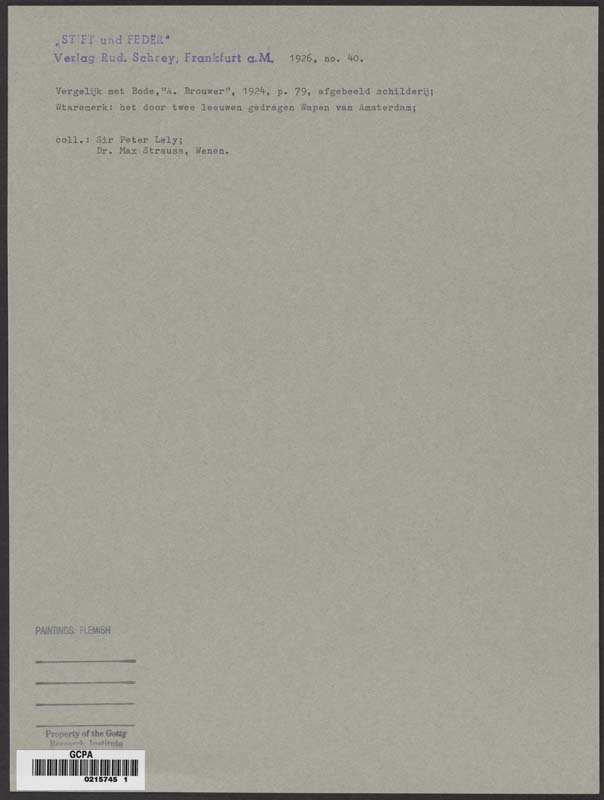 „STIFT und FEDER"
Verlag Rud. Schrey, Frankfurt a.M. 1926, no. 40.
Vergelijk met Bode,"A. Brouwer", 1924, p. 79, afgebeeld schilderij;
Wtaremerk: het door twee leeuwen gedragen Wapen van Amsterdam;
coll.: Sir Peter Lely;
Dr. Max Strauss, Wenen.
PAINTINGS, FLEMISH
Property of the Getty
Research Institute
GCPA
0215745 1